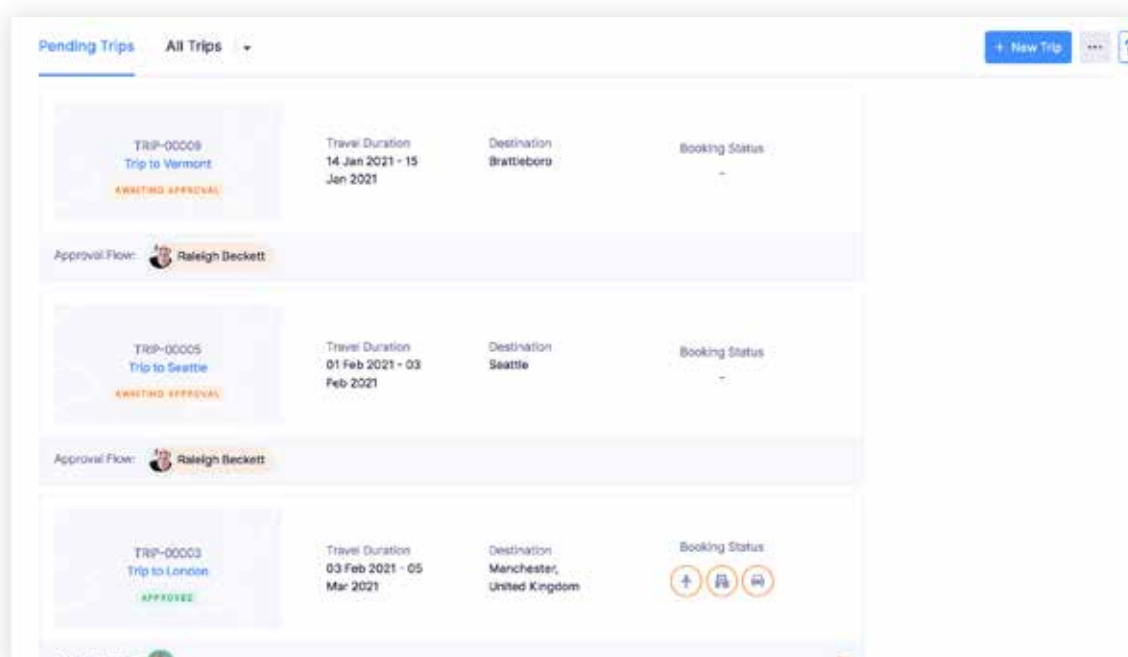 Pending Trips
All Trips
+ New Trip
TRIP-00009
Trip to Vermont
AWAITING APPROVAL
Travel Duration
14 Jan 2021 - 15
Jan 2021
Destination
Brattleboro
Booking Status
-
Approval Flow:
Raleigh Beckett
TRIP-00005
Trip to Seattle
AWAITING APPROVAL
Travel Duration
01 Feb 2021 - 03
Feb 2021
Destination
Seattle
Booking Status
-
Approval Flow:
Raleigh Beckett
TRIP-00003
Trip to London
APPROVED
Travel Duration
03 Feb 2021 - 05
Mar 2021
Destination
Manchester,
United Kingdom
Booking Status